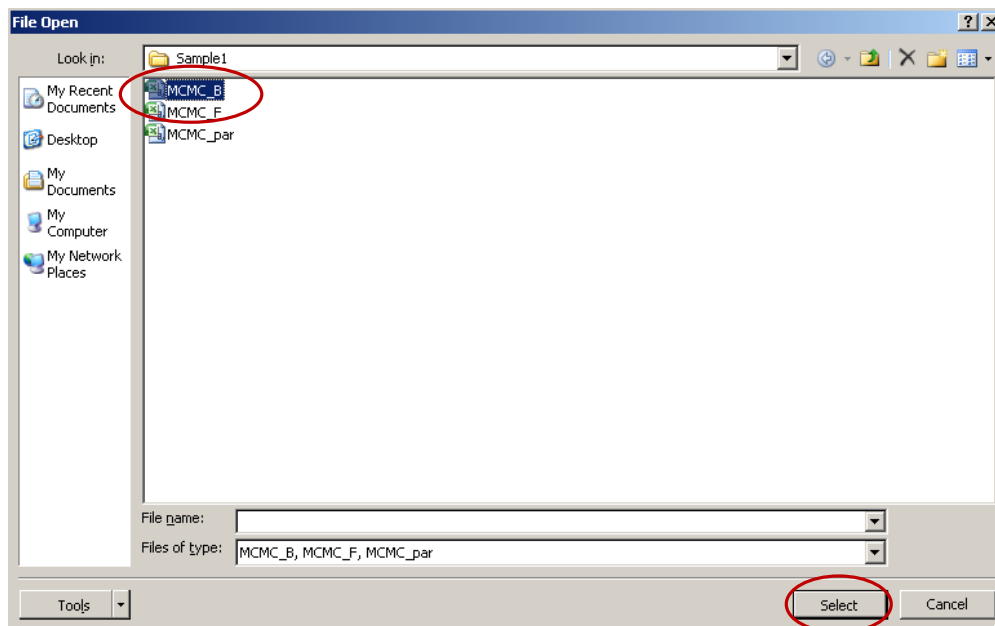 File Open
Look in:
Sample1
My Recent
Documents
Desktop
My
Documents
My
Computer
My Network
Places
MCMC_B
MCMC_F
MCMC_par
File name:
Files of type:
MCMC_B, MCMC_F, MCMC_par
Tools
Select
Cancel